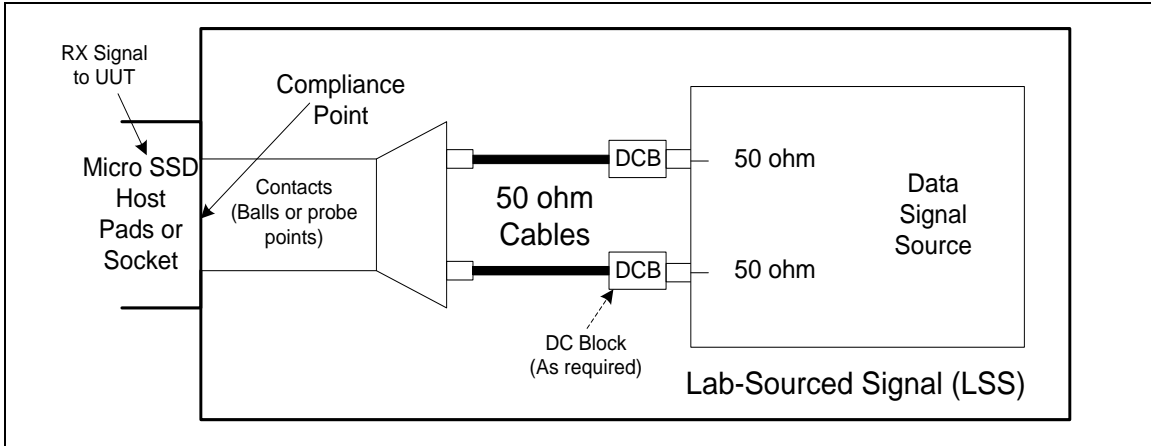 RX Signal
to UUT
Compliance
Point
Micro SSD
Host
Pads or
Socket
Contacts
(Balls or probe
points)
50 ohm
Cables
DCB
DCB
DC Block
(As required)
50 ohm
50 ohm
Data
Signal
Source
Lab-Sourced Signal (LSS)